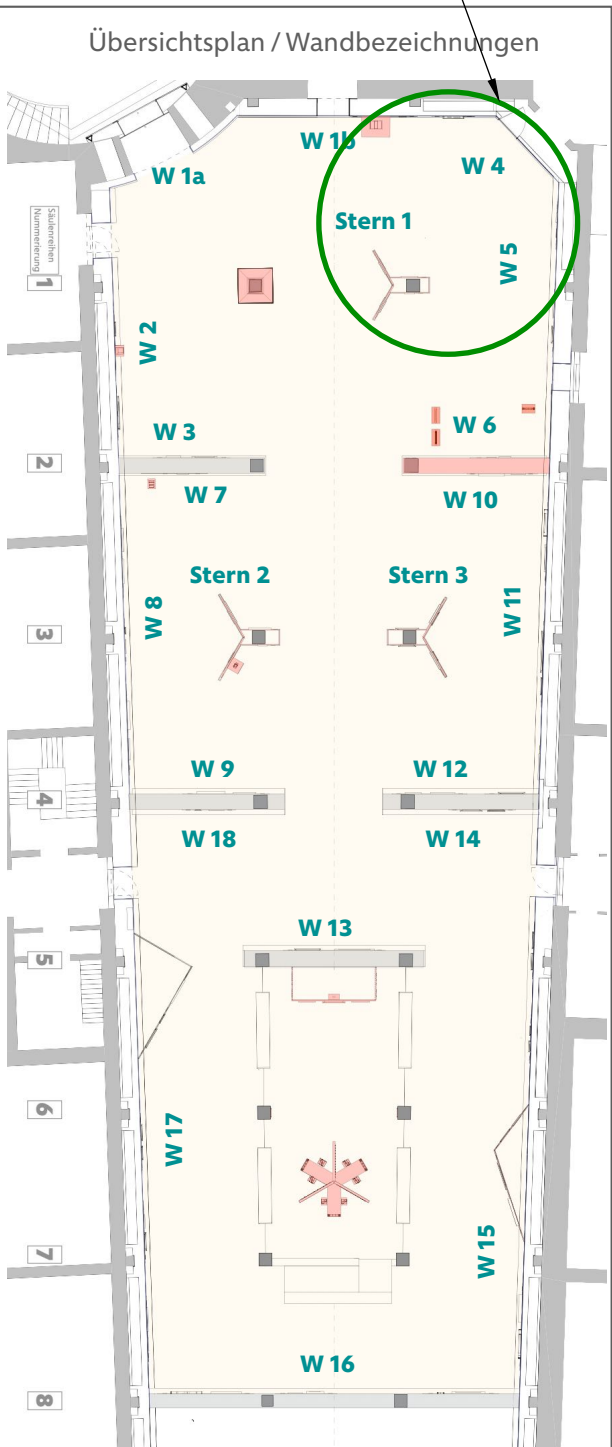 Übersichtsplan / Wandbezeichnungen
W 1b
W 4
W 1a
Stern 1
Säulenreihen
Nummerierung
1
W 5
W 2
W 3
W 6
2
W 7
W 10
Stern 2
Stern 3
W 8
W 11
3
W 9
W 12
4
W 18
W 14
W 13
5
6
W 17
7
W 15
W 16
8